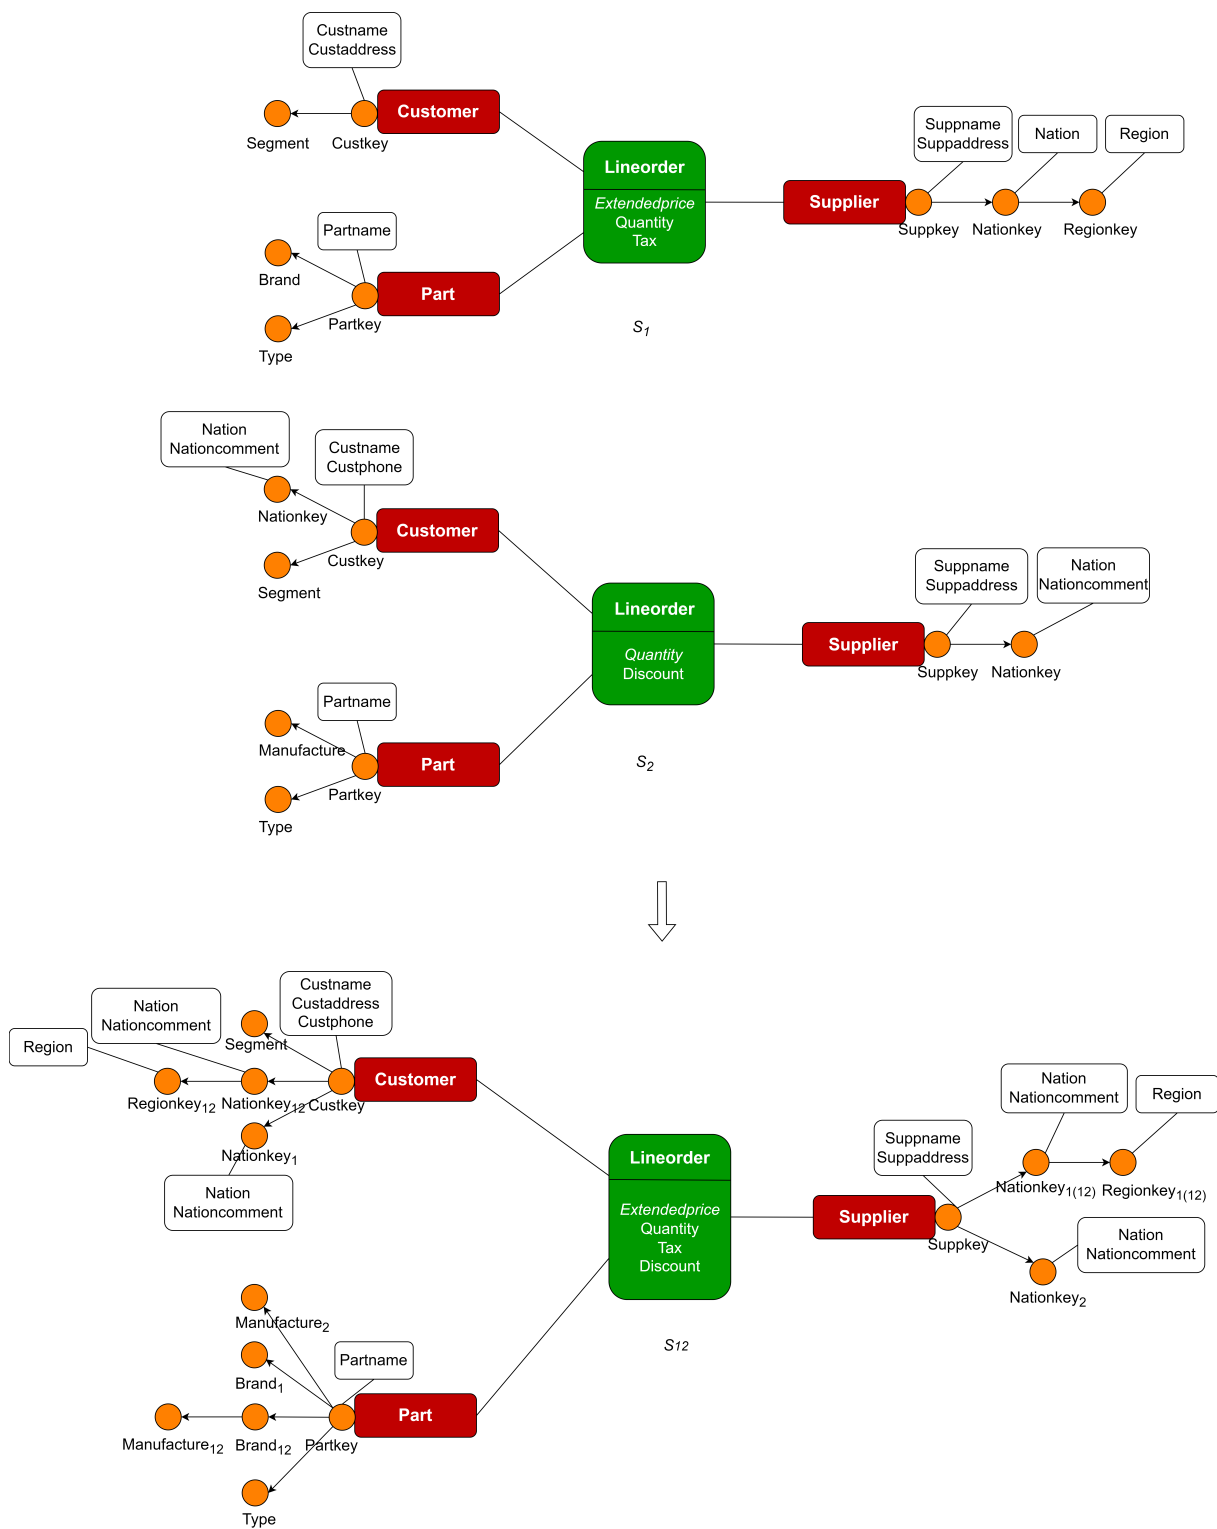 Custname
Custaddress
Customer
Segment
Custkey
Lineorder
Extendedprice
Quantity
Tax
Suppname
Suppaddress
Nation
Region
Supplier
Suppkey
Nationkey
Regionkey
Partname
Brand
Part
Partkey
Type
S1
Nation
Nationcomment
Custname
Custphone
Nationkey
Customer
Custkey
Segment
Lineorder
Quantity
Discount
Suppname
Suppaddress
Nation
Nationcomment
Supplier
Suppkey
Nationkey
Partname
Manufacture
Part
Partkey
Type
S2
Custname
Custaddress
Custphone
Nation
Nationcomment
Segment
Region
Customer
Regionkey12
Nationkey12
Custkey
Nationkey1
Nation
Nationcomment
Lineorder
Extendedprice
Quantity
Tax
Discount
Nation
Nationcomment
Region
Suppname
Suppaddress
Nationkey1(12)
Regionkey1(12)
Supplier
Suppkey
Nation
Nationcomment
Nationkey2
Manufacture2
Partname
Brand1
Part
Manufacture12
Brand12
Partkey
Type
S12